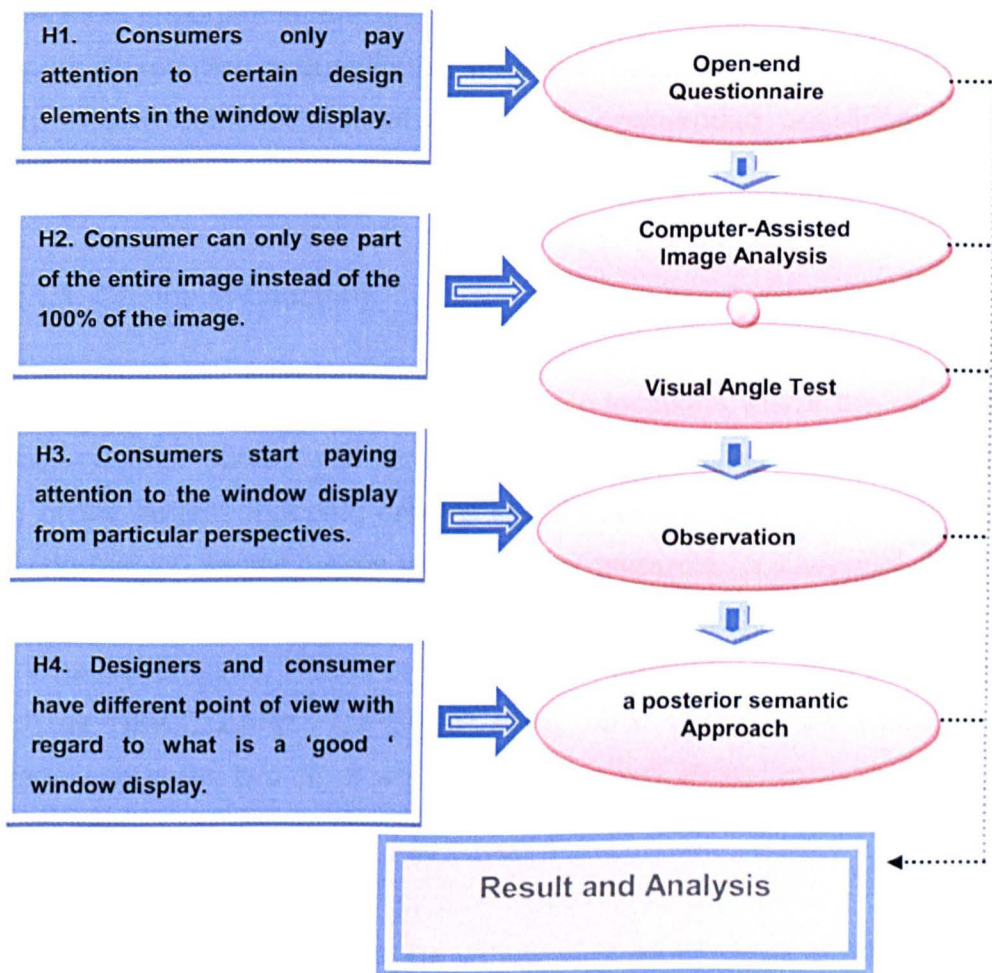 H1. Consumers only pay
attention to certain design
elements in the window display.
Open-end
Questionnaire
H2. Consumer can only see part
of the entire image instead of the
100% of the image.
Computer-Assisted
Image Analysis
Visual Angle Test
H3. Consumers start paying
attention to the window display
from particular perspectives.
Observation
H4. Designers and consumer
have different point of view with
regard to what is a ‘good ‘
window display.
a posterior semantic
Approach
Result and Analysis